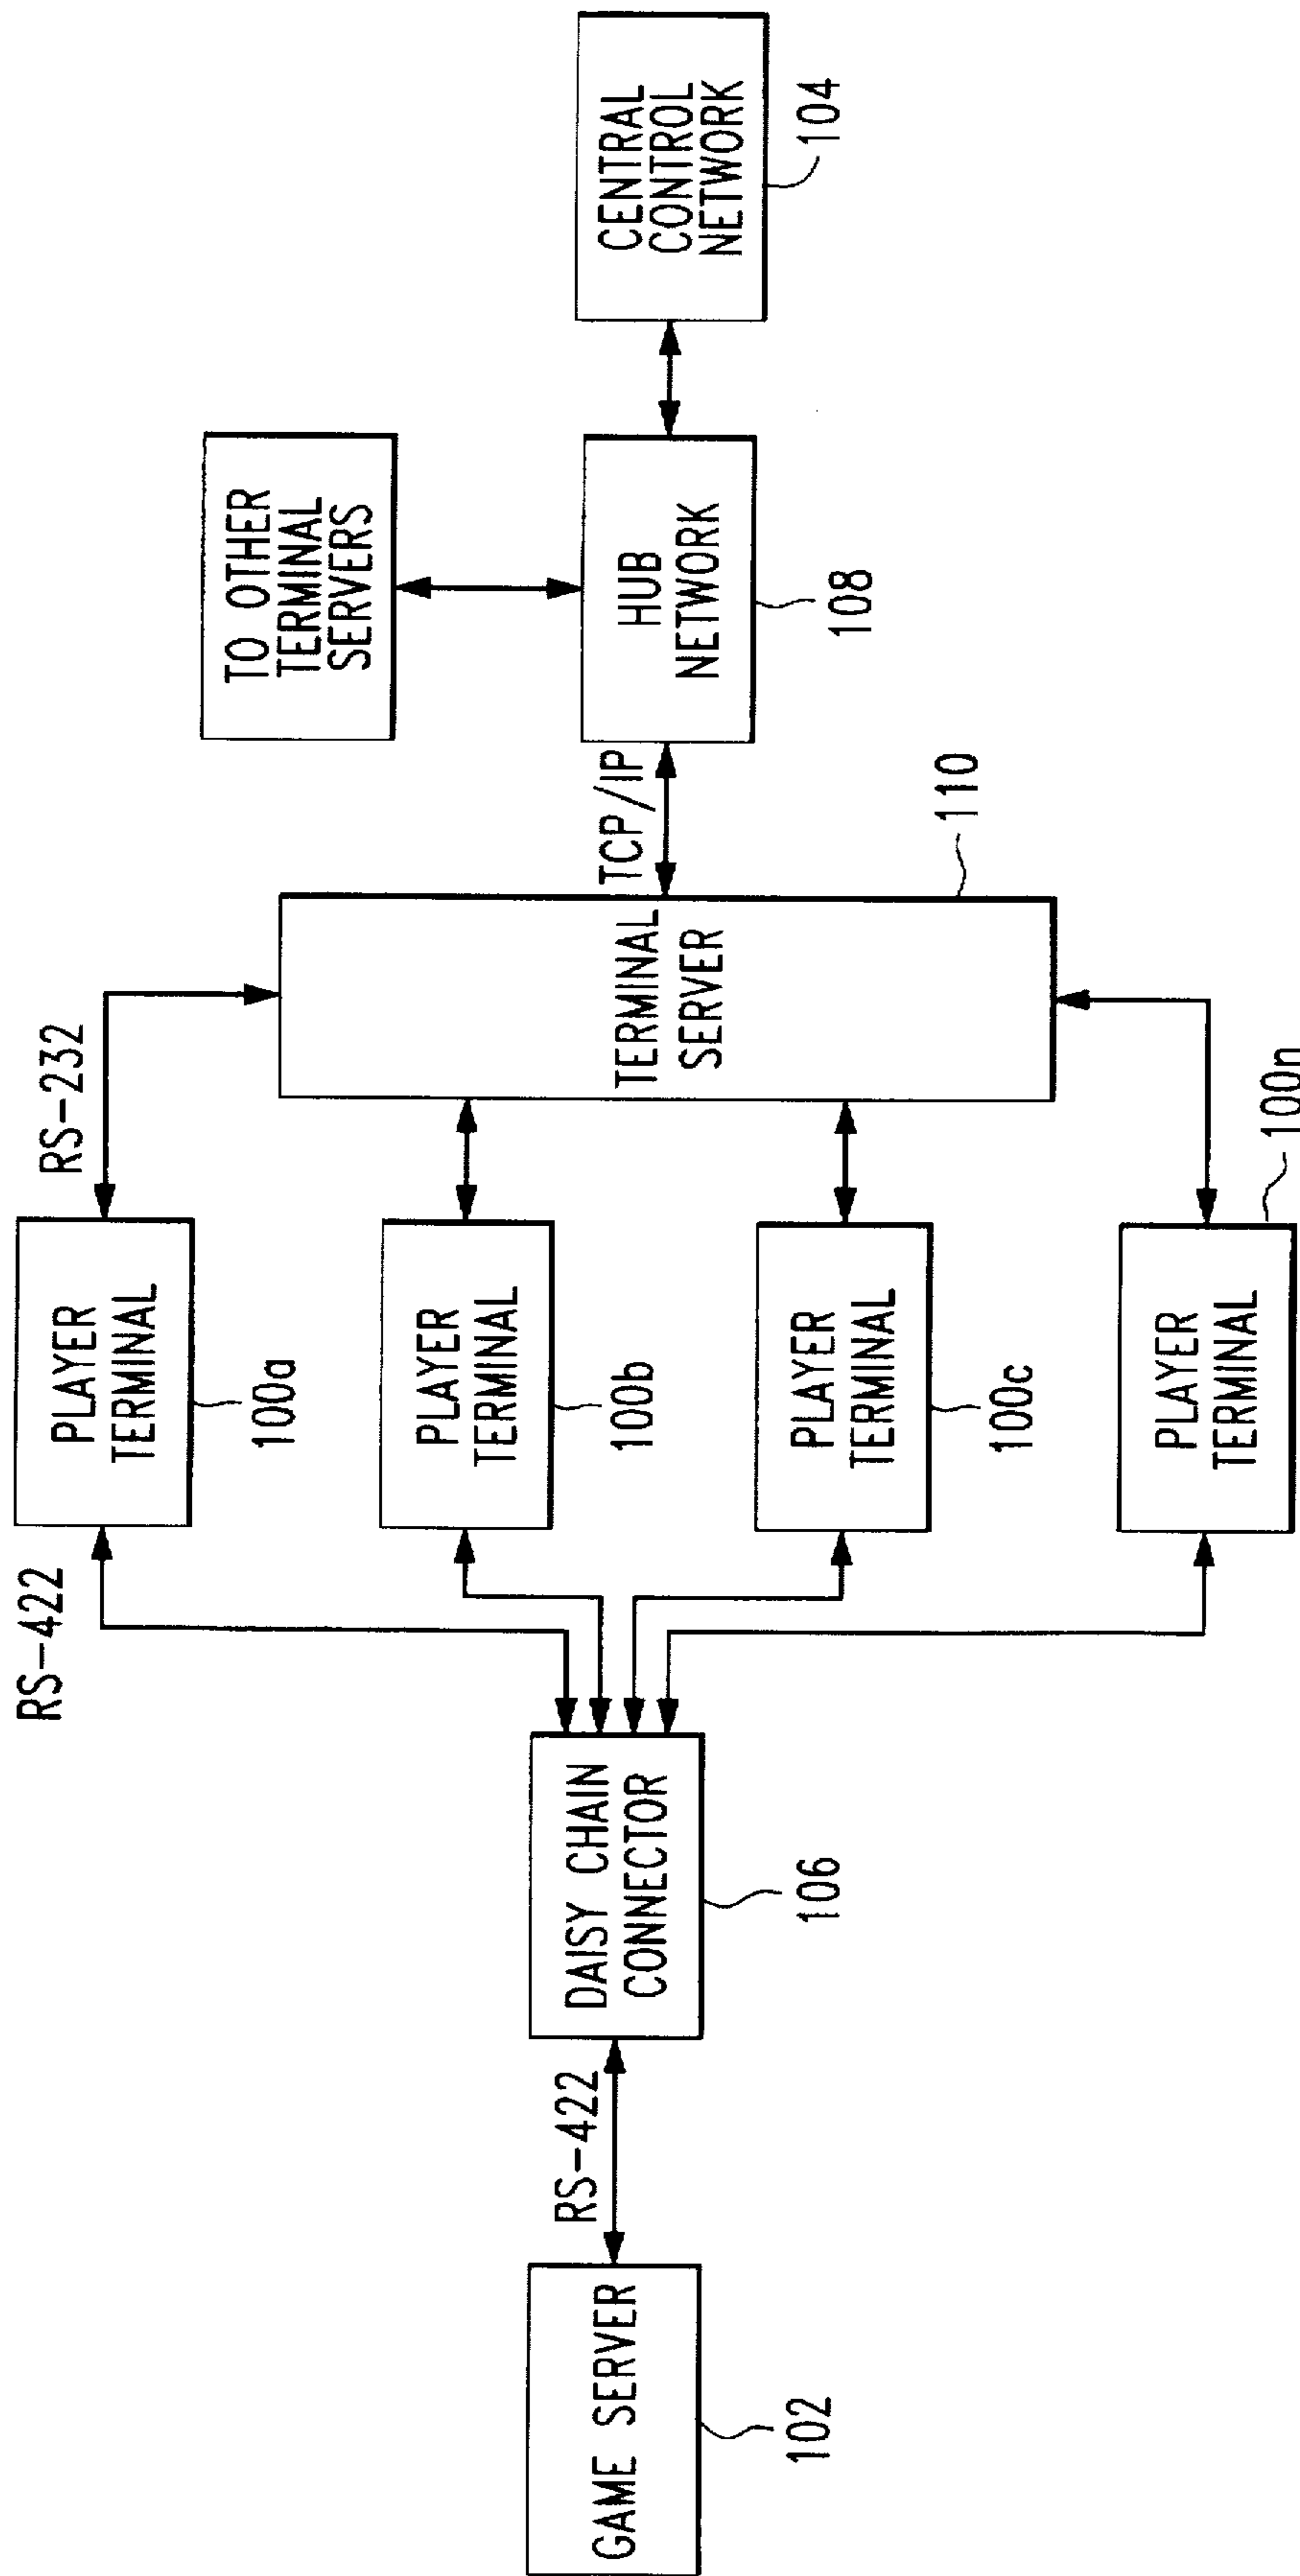 GAME SERVER
102
RS-422
DAISY CHAIN
CONNECTOR
106
RS-422
PLAYER
TERMINAL
100a
PLAYER
TERMINAL
100b
PLAYER
TERMINAL
100c
PLAYER
TERMINAL
100n
RS-232
TERMINAL
SERVER
110
TCP/IP
TO OTHER
TERMINAL
SERVERS
HUB
NETWORK
108
CENTRAL
CONTROL
NETWORK
104